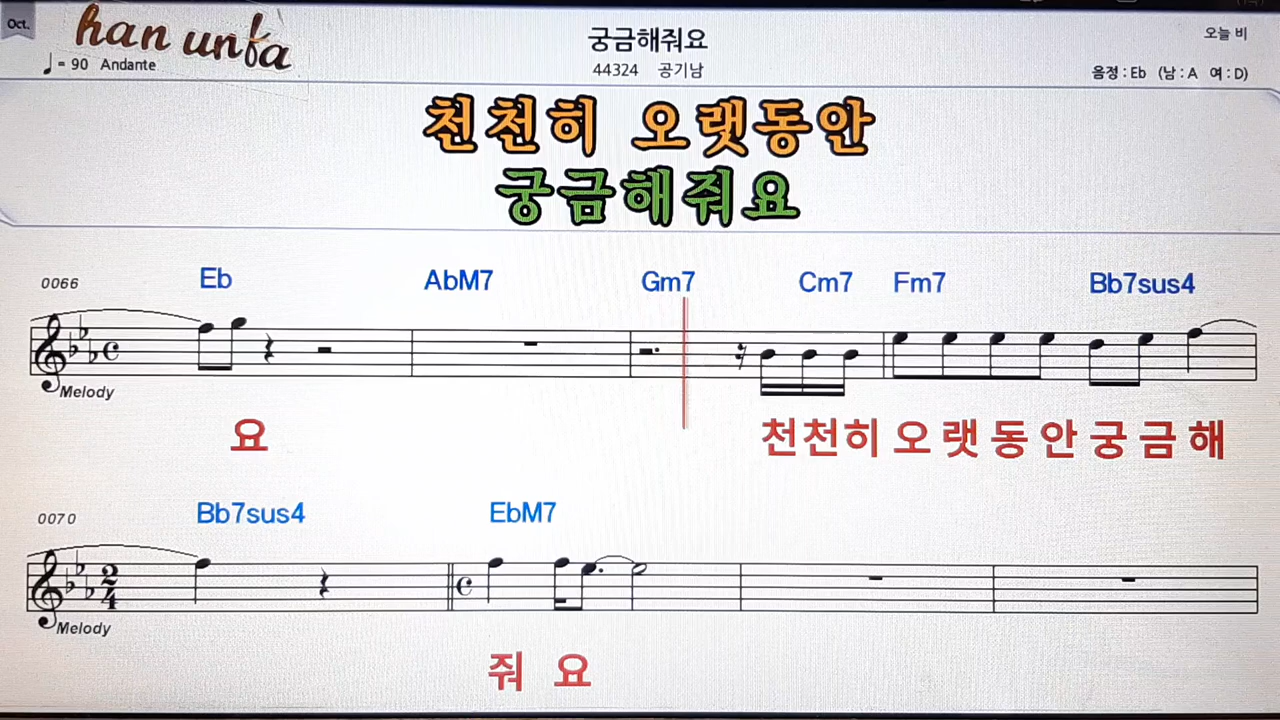 Oct.
han unfa
♩= 90 Andante
궁금해줘요
44324 공기남
오늘 비
음정 : Eb (남 : A 여 : D)
천천히 오랫동안
궁금해줘요
0066
Eb AbM7 Gm7 Cm7 Fm7 Bb7sus4
Melody
요 천천히 오 랫 동 안 궁 금 해
0070
Bb7sus4 EbM7
2
4
Melody
줘 요